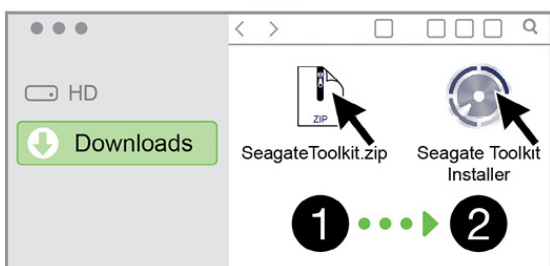 HD
Downloads
ZIP
SeagateToolkit.zip
Seagate Toolkit
Installer
1
2